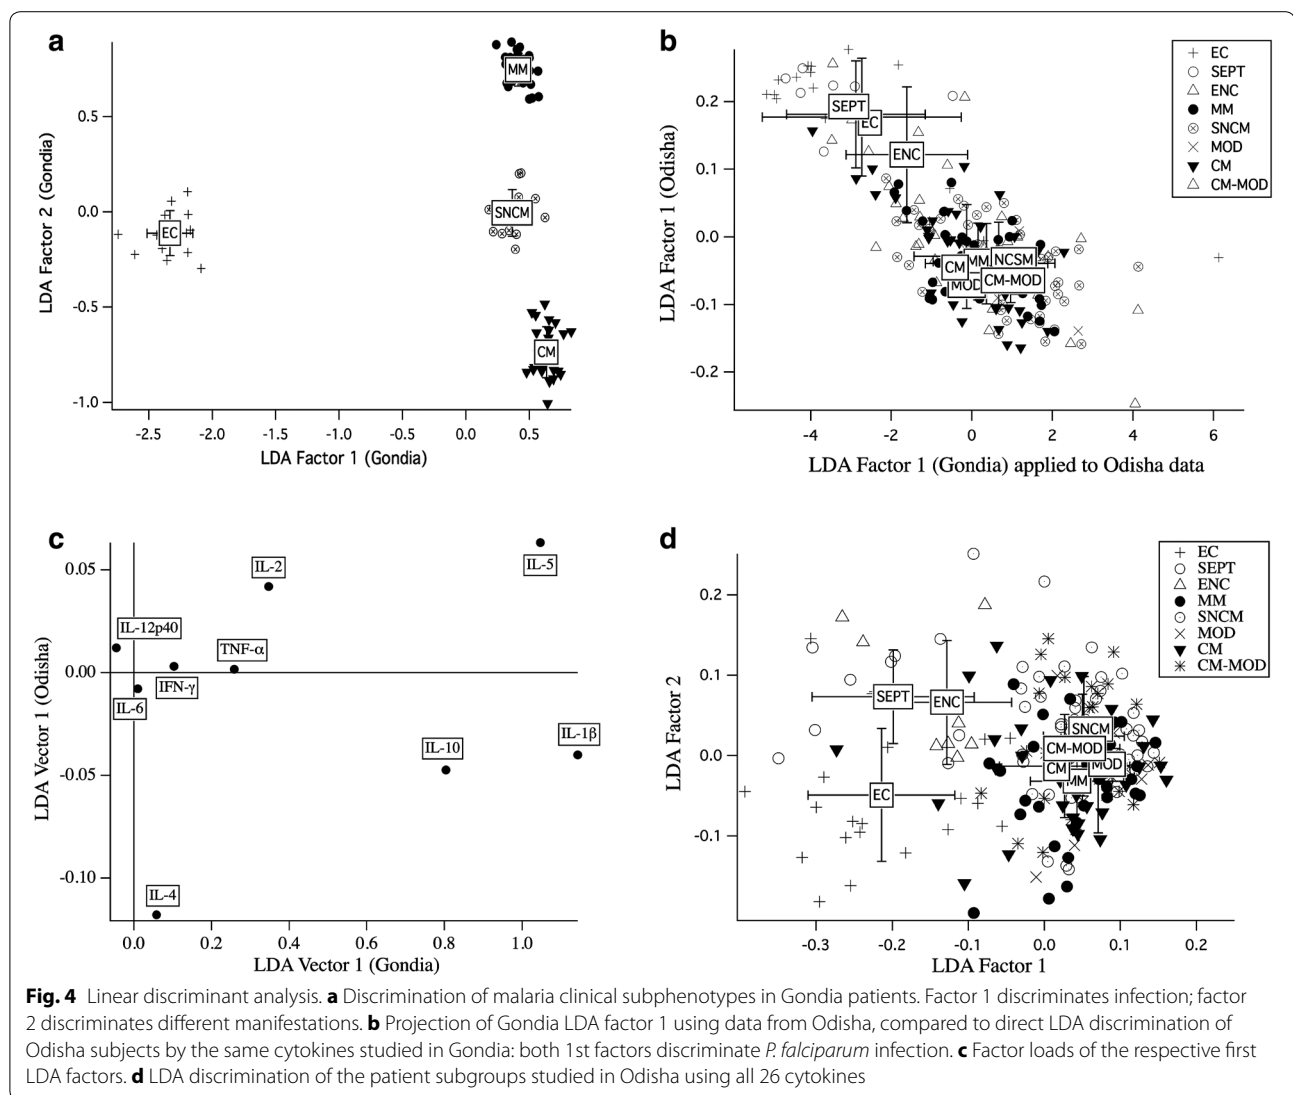 a
MM
0.5
0.0
-0.5
-1.0
LDA Factor 2 (Gondia)
EC
SNCM
CM
-2.5 -2.0 -1.5 -1.0 -0.5 0.0 0.5
LDA Factor 1 (Gondia)
b
0.2
0.1
0.0
-0.1
-0.2
LDA Factor 1 (Odisha)
SEPT
EC
ENC
CM MM NCSM
MOD CM-MOD
EC
SEPT
ENC
MM
SNCM
MOD
CM
CM-MOD
-4 -2 0 2 4 6
LDA Factor 1 (Gondia) applied to Odisha data
c
0.05
0.00
-0.05
-0.10
LDA Vector 1 (Odisha)
IL-2
IL-5
IL-12p40
TNF-α
IFN-γ
IL-6
IL-10
IL-1β
IL-4
0.0 0.2 0.4 0.6 0.8 1.0
LDA Vector 1 (Gondia)
d
0.2
0.1
0.0
-0.1
LDA Factor 2
SEPT
ENC
SNCM
CM-MOD
CM MOD
MM
EC
EC
SEPT
ENC
MM
SNCM
MOD
CM
CM-MOD
-0.3 -0.2 -0.1 0.0 0.1 0.2
LDA Factor 1
Fig. 4 Linear discriminant analysis. a Discrimination of malaria clinical subphenotypes in Gondia patients. Factor 1 discriminates infection; factor
2 discriminates different manifestations. b Projection of Gondia LDA factor 1 using data from Odisha, compared to direct LDA discrimination of
Odisha subjects by the same cytokines studied in Gondia: both 1st factors discriminate P. falciparum infection. c Factor loads of the respective first
LDA factors. d LDA discrimination of the patient subgroups studied in Odisha using all 26 cytokines